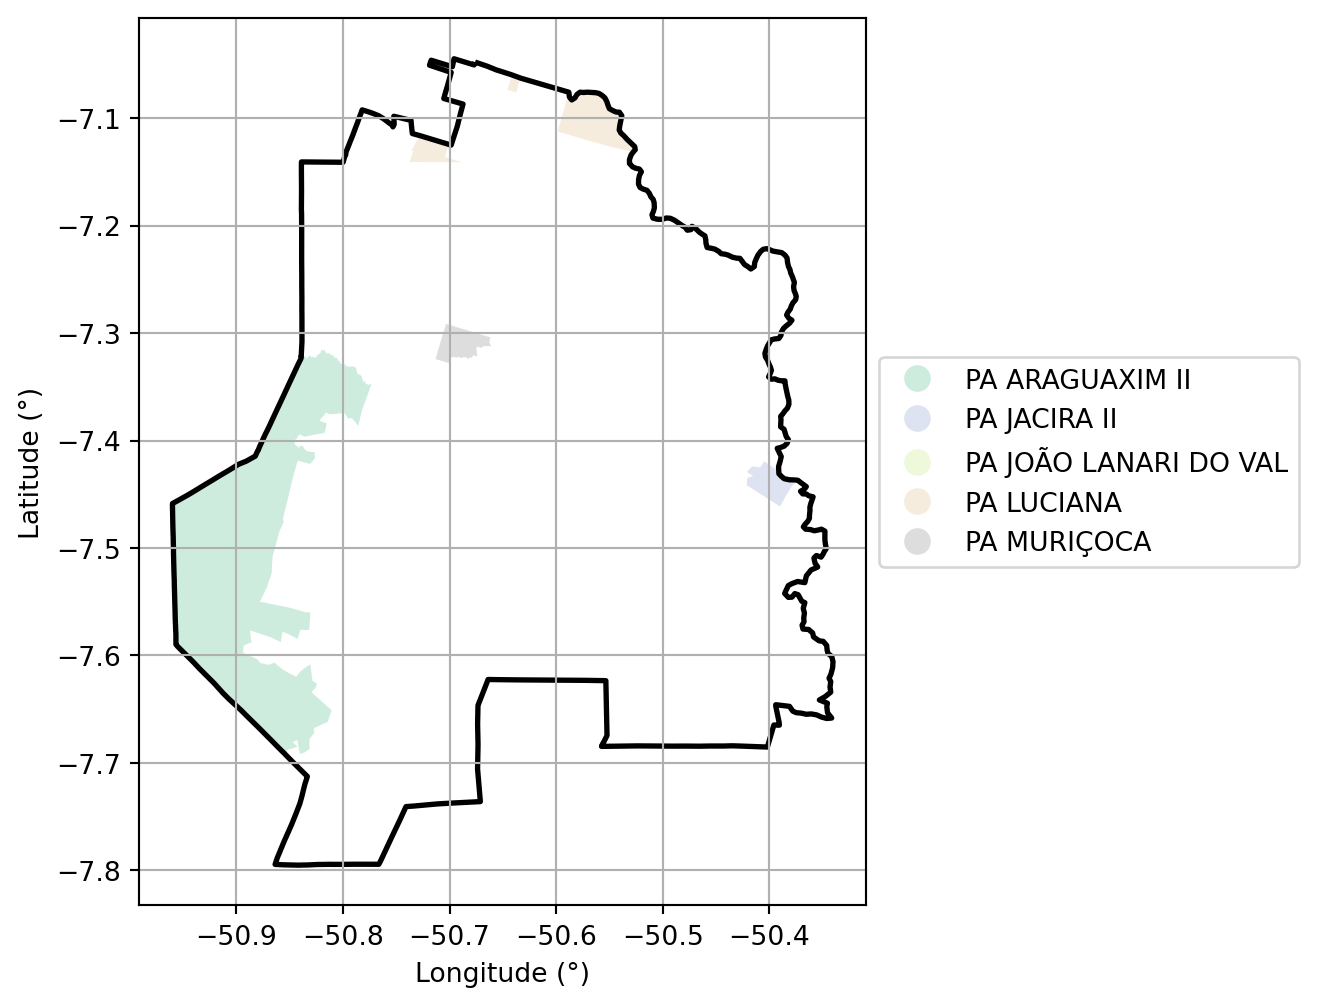 −7.1
−7.2
−7.3
−7.4
−7.5
−7.6
−7.7
−7.8
Latitude (°)
−50.9 −50.8 −50.7 −50.6 −50.5 −50.4
Longitude (°)
PA ARAGUAXIM II
PA JACIRA II
PA JOÃO LANARI DO VAL
PA LUCIANA
PA MURIÇOCA